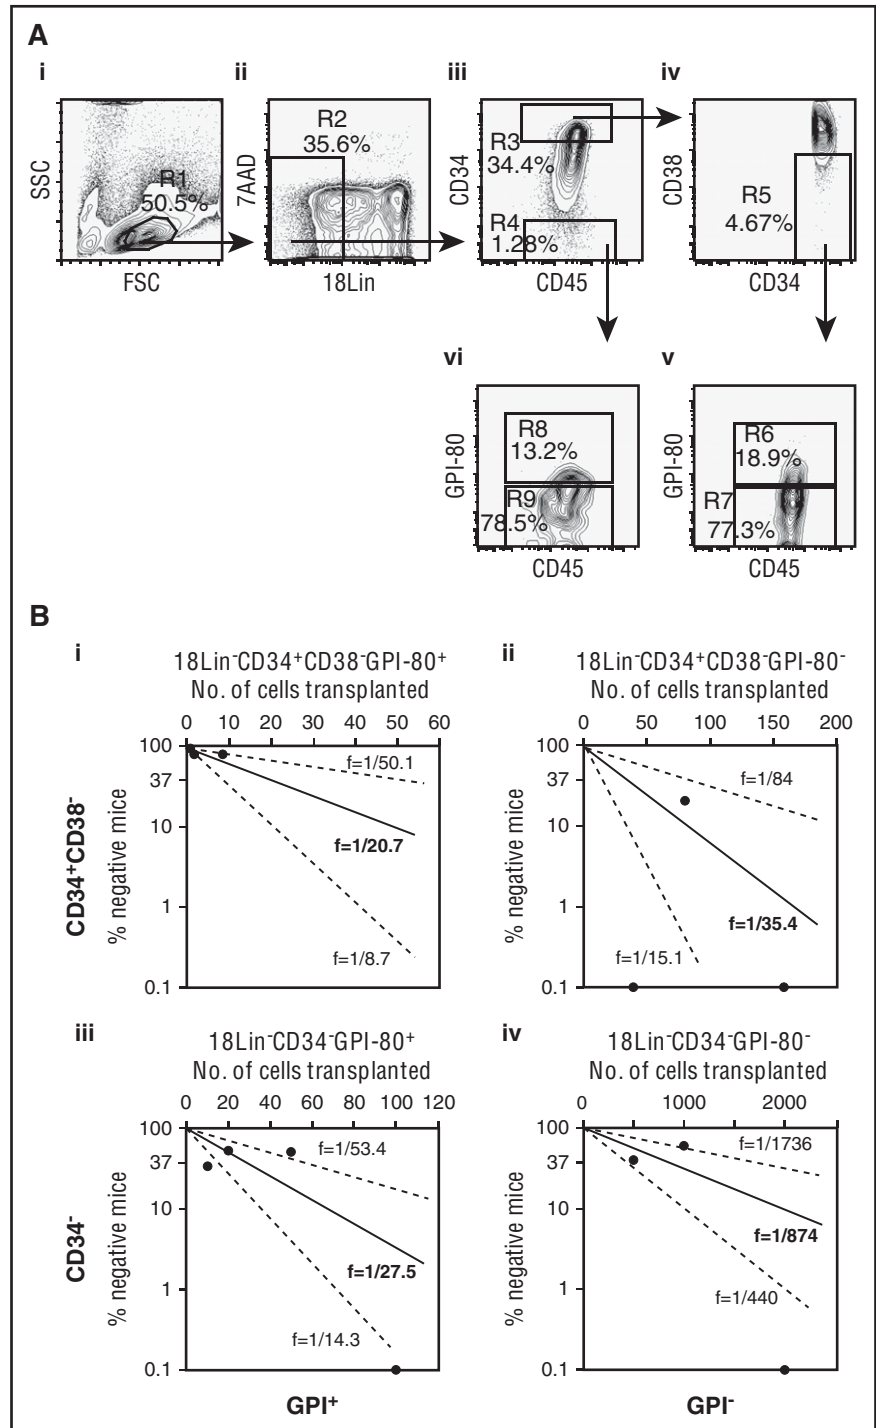 A
i
ii
iii
iv
SSC
R1
50.5%
FSC
7AAD
R2
35.6%
18Lin
CD34
R3
34.4%
R4
1.28%
CD45
CD38
R5
4.67%
CD34
vi
v
GPI-80
R8
13.2%
R9
78.5%
CD45
GPI-80
R6
18.9%
R7
77.3%
CD45
B
i
18Lin⁻CD34⁺CD38⁻GPI-80⁺
No. of cells transplanted
0 10 20 30 40 50 60
100
37
10
1
0.1
% negative mice
CD34⁺CD38⁻
f=1/50.1
f=1/20.7
f=1/8.7
ii
18Lin⁻CD34⁺CD38⁻GPI-80⁻
No. of cells transplanted
0 50 100 150 200
100
37
10
1
0.1
% negative mice
f=1/84
f=1/35.4
f=1/15.1
iii
18Lin⁻CD34⁻GPI-80⁺
No. of cells transplanted
0 20 40 60 80 100 120
100
37
10
1
0.1
% negative mice
CD34⁻
f=1/53.4
f=1/27.5
f=1/14.3
GPI⁺
iv
18Lin⁻CD34⁻GPI-80⁻
No. of cells transplanted
0 1000 2000
100
37
10
1
0.1
% negative mice
f=1/1736
f=1/874
f=1/440
GPI⁻